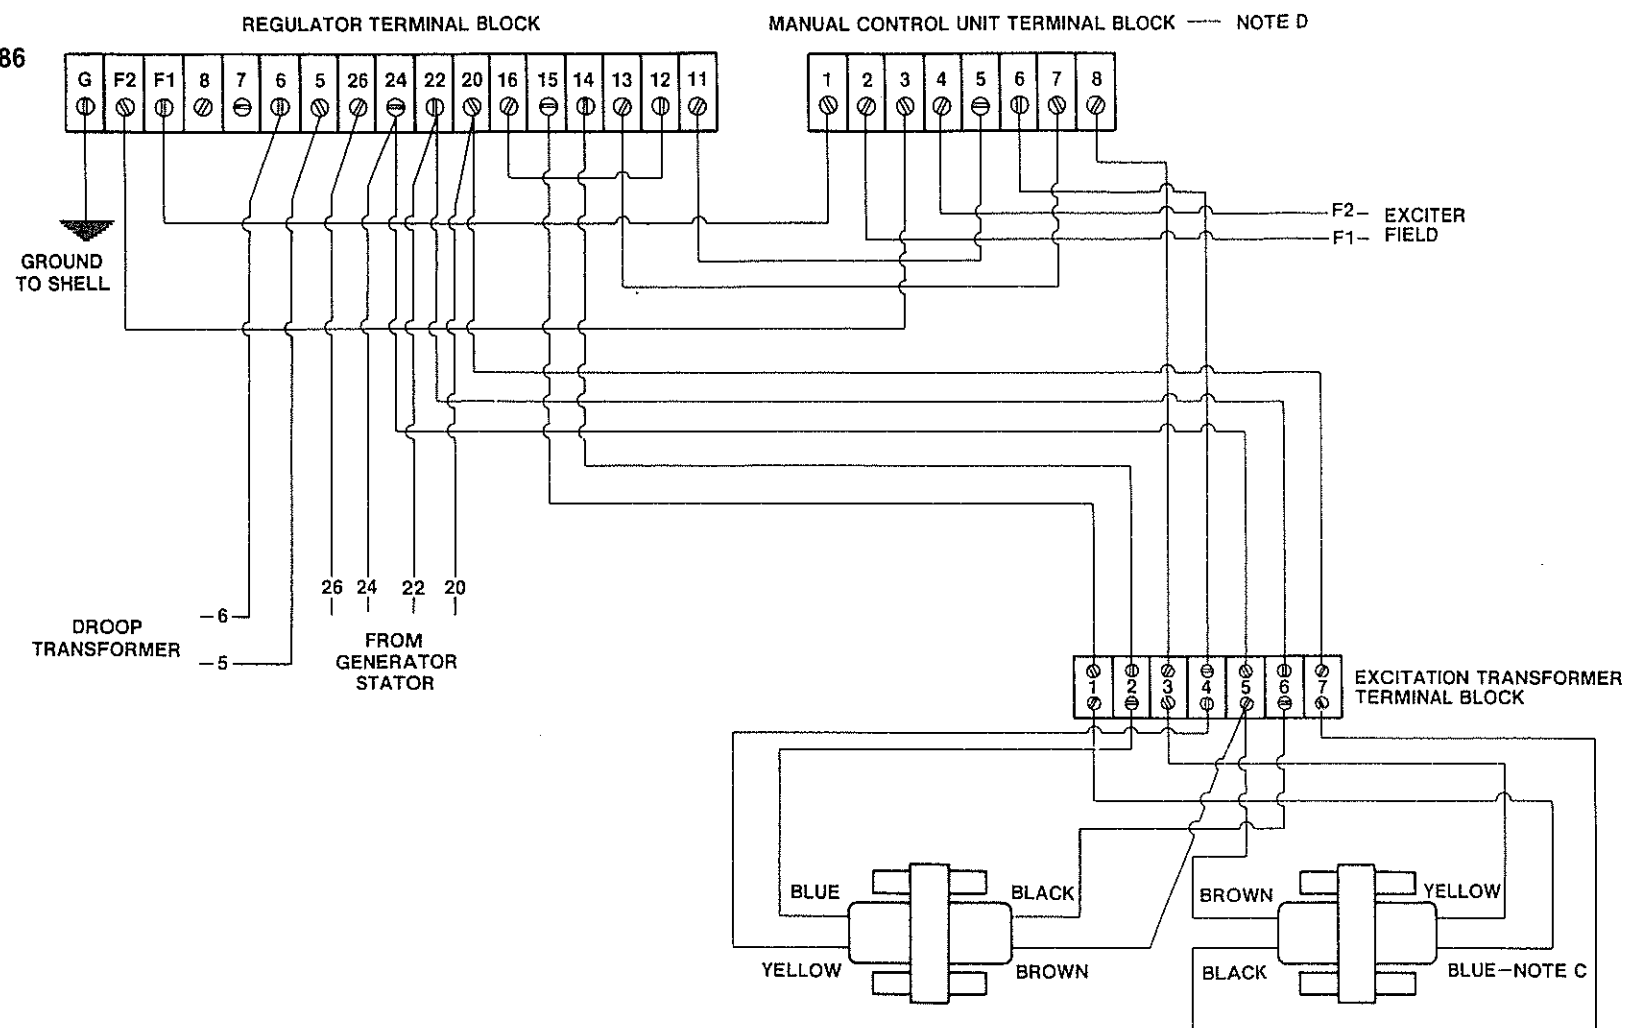 REGULATOR TERMINAL BLOCK
MANUAL CONTROL UNIT TERMINAL BLOCK — NOTE D
86
G F2 F1 8 7 6 5 26 24 22 20 16 15 14 13 12 11
1 2 3 4 5 6 7 8
F2— EXCITER
F1— FIELD
GROUND
TO SHELL
26 24 22 20
—6
—5
DROOP
TRANSFORMER
FROM
GENERATOR
STATOR
1 2 3 4 5 6 7
EXCITATION TRANSFORMER
TERMINAL BLOCK
BLUE
BLACK
BROWN
YELLOW
YELLOW
BROWN
BLACK
BLUE—NOTE C